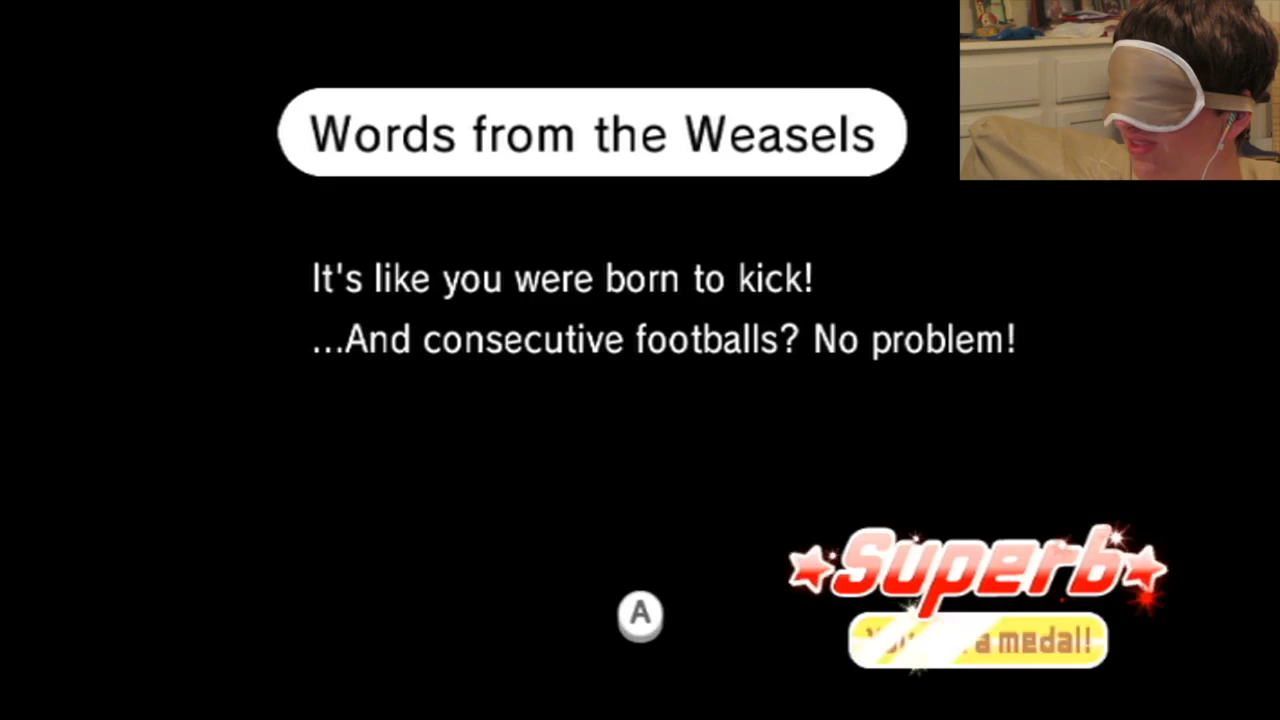 Words from the Weasels
It's like you were born to kick!
...And consecutive footballs? No problem!
Superb
A
a medal!